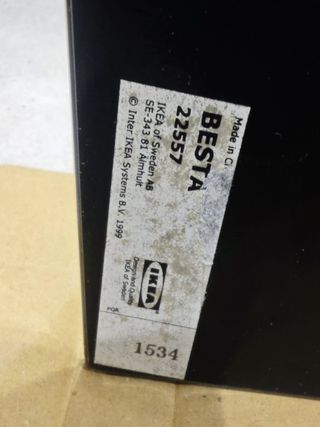 Made in
BESTA
22557
IKEA of Sweden AB
SE-343 81 Älmhult
© Inter IKEA Systems B.V. 1999
IKEA
Design and Quality
IKEA of Sweden
PQR
1534